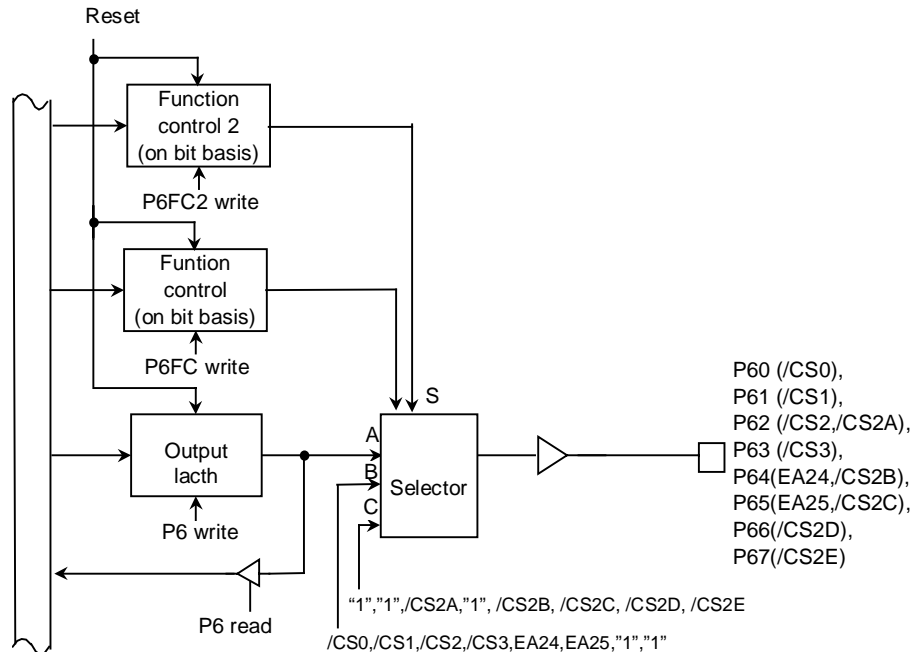 Reset
Function
control 2
(on bit basis)
P6FC2 write
Funtion
control
(on bit basis)
P6FC write
Output
lacth
P6 write
P6 read
S
A
B
C
Selector
P60 (/CS0),
P61 (/CS1),
P62 (/CS2,/CS2A),
P63 (/CS3),
P64(EA24,/CS2B),
P65(EA25,/CS2C),
P66(/CS2D),
P67(/CS2E)
“1”,”1”,/CS2A,”1”, /CS2B, /CS2C, /CS2D, /CS2E
/CS0,/CS1,/CS2,/CS3,EA24,EA25,”1”,”1”